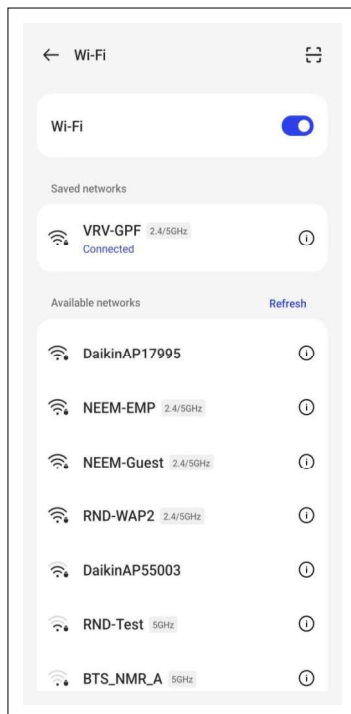 Wi-Fi
Wi-Fi
Saved networks
VRV-GPF 2.4/5GHz
Connected
Available networks Refresh
DaikinAP17995
NEEM-EMP 2.4/5GHz
NEEM-Guest 2.4/5GHz
RND-WAP2 2.4/5GHz
DaikinAP55003
RND-Test 5GHz
BTS_NMR_A 5GHz